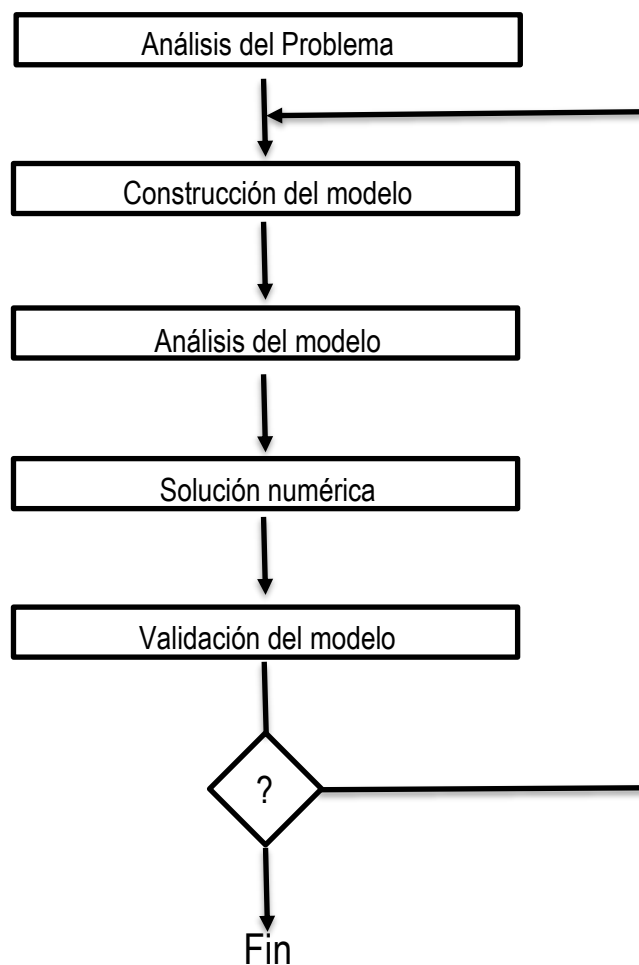 Análisis del Problema
Construcción del modelo
Análisis del modelo
Solución numérica
Validación del modelo
?
Fin